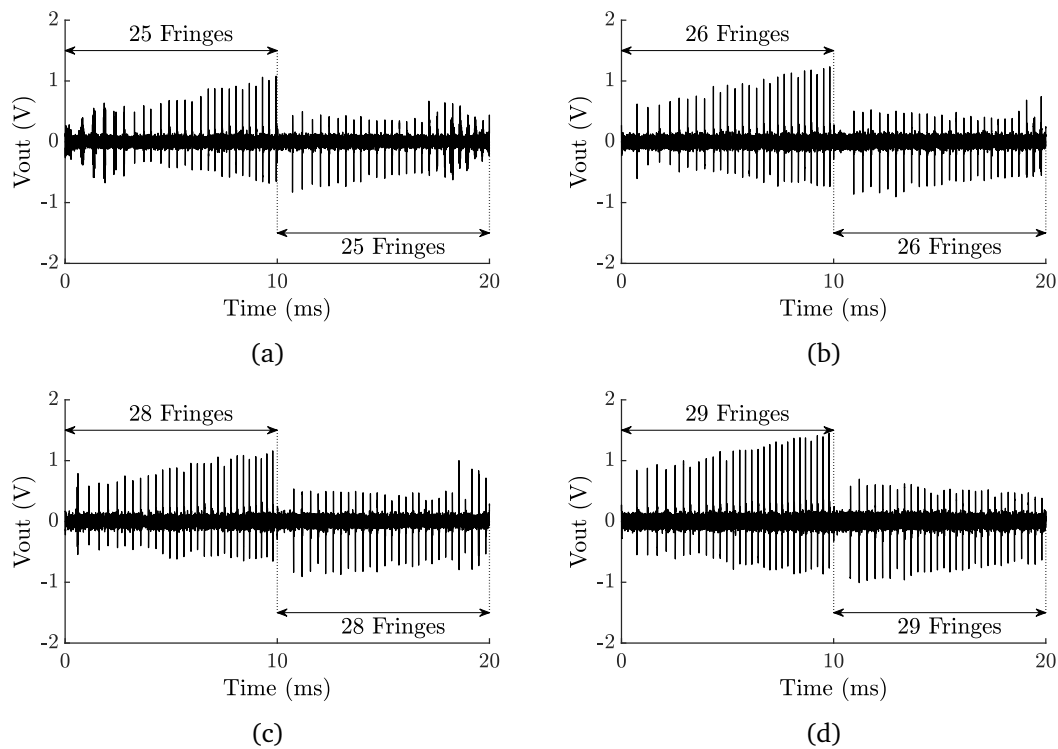 2
25 Fringes
1
Vout (V)
0
-1
25 Fringes
-2
0
10
20
Time (ms)
(a)
2
26 Fringes
1
Vout (V)
0
-1
26 Fringes
-2
0
10
20
Time (ms)
(b)
2
28 Fringes
1
Vout (V)
0
-1
28 Fringes
-2
0
10
20
Time (ms)
(c)
2
29 Fringes
1
Vout (V)
0
-1
29 Fringes
-2
0
10
20
Time (ms)
(d)